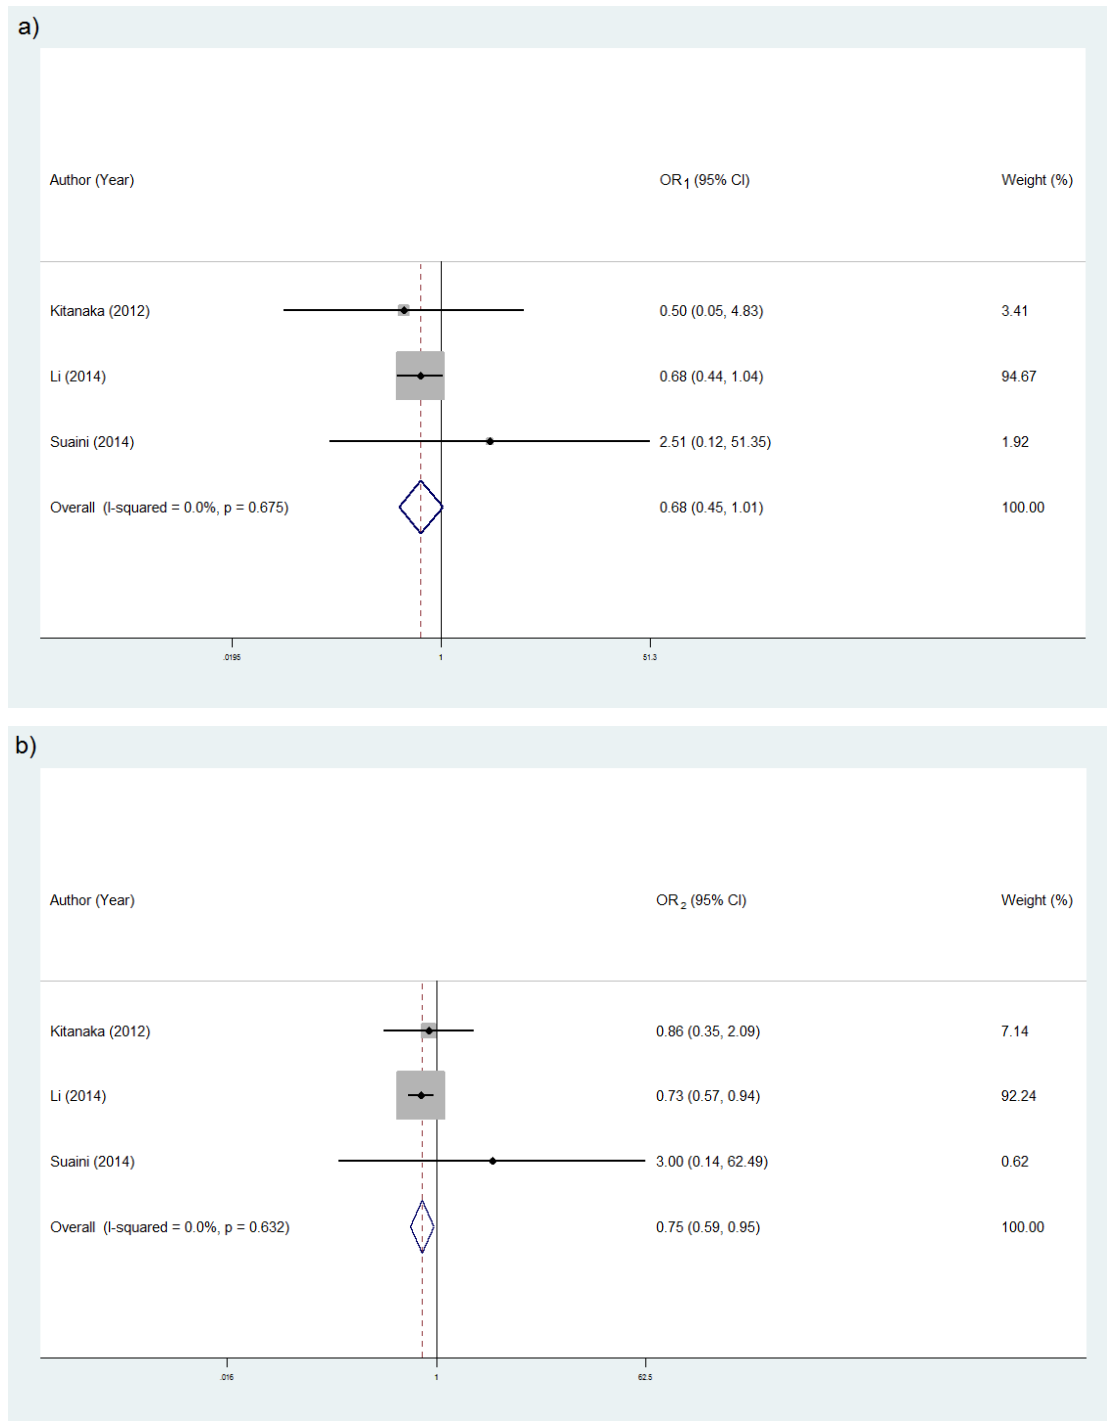 a)
Author (Year) OR1 (95% CI) Weight (%)
Kitanaka (2012) 0.50 (0.05, 4.83) 3.41
Li (2014) 0.68 (0.44, 1.04) 94.67
Suaini (2014) 2.51 (0.12, 51.35) 1.92
Overall (I-squared = 0.0%, p = 0.675) 0.68 (0.45, 1.01) 100.00
.0195 1 51.3
b)
Author (Year) OR2 (95% CI) Weight (%)
Kitanaka (2012) 0.86 (0.35, 2.09) 7.14
Li (2014) 0.73 (0.57, 0.94) 92.24
Suaini (2014) 3.00 (0.14, 62.49) 0.62
Overall (I-squared = 0.0%, p = 0.632) 0.75 (0.59, 0.95) 100.00
.016 1 62.5